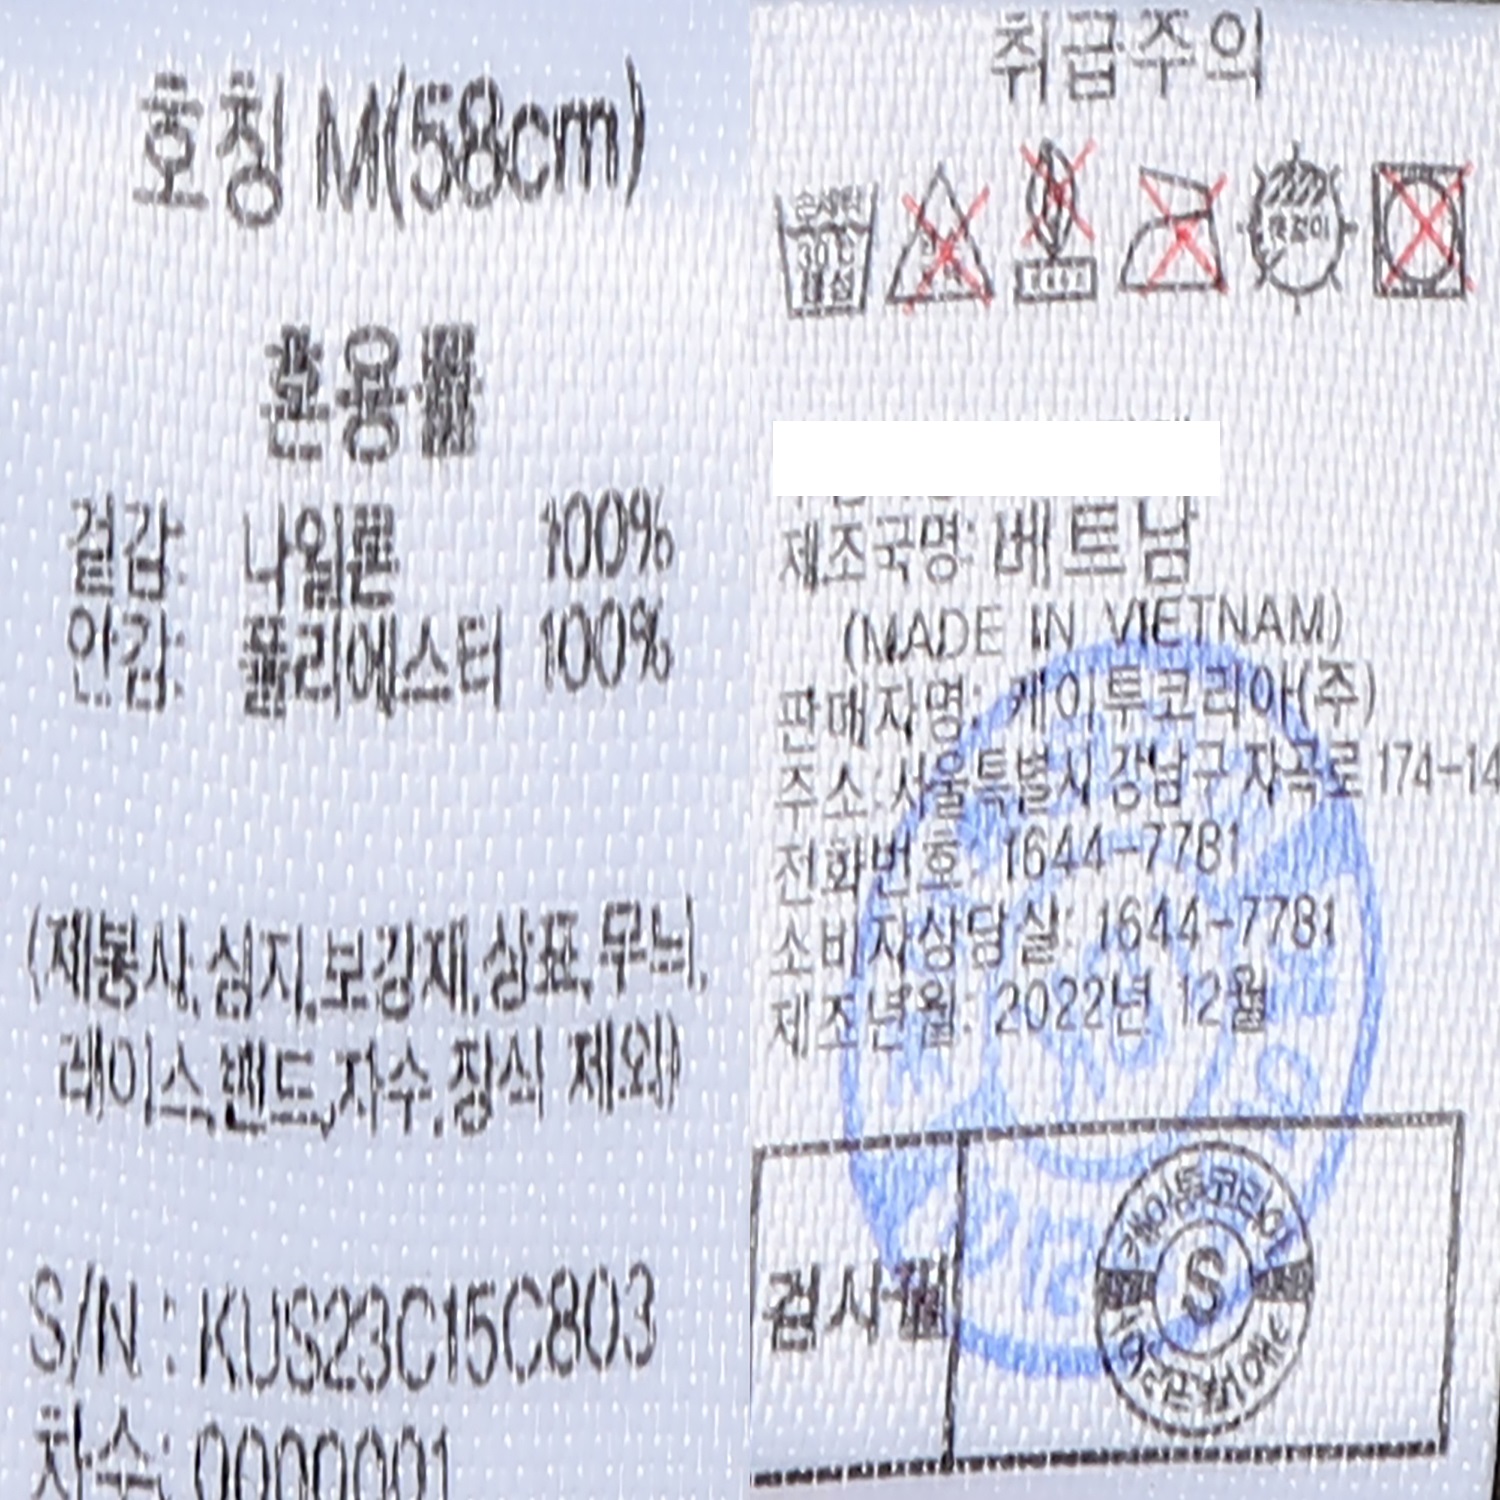 호칭 M(58cm)
혼용률
겉감: 나일론 100%
안감: 폴리에스터 100%
(제봉사,심지,보강재,상표,무늬,
레이스,밴드,자수,장식 제외)
S/N : KUS23C15C803
차수: 0000001
취급주의
손세탁
30℃
중성
옷걸이
제조국명: 베트남
(MADE IN VIETNAM)
판매자명: 케이투코리아(주)
주소:서울특별시 강남구 자곡로 174-14
전화번호: 1644-7781
소비자상담실: 1644-7781
제조년월: 2022년 12월
검사필
케이투코리아
S